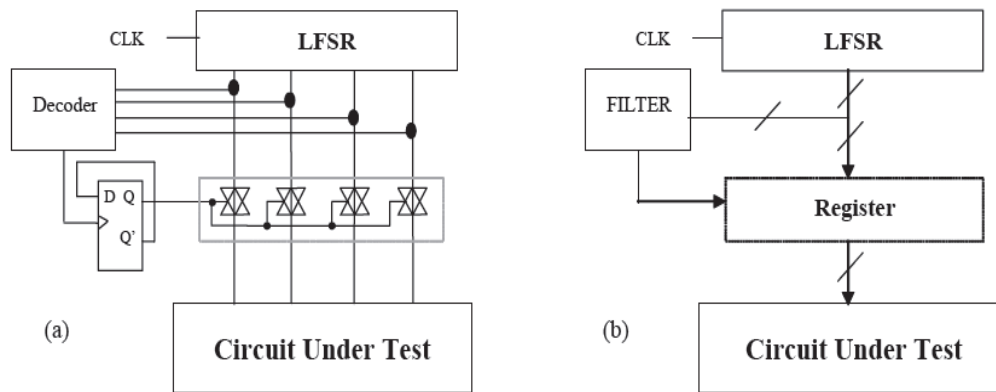 CLK
LFSR
Decoder
D Q
Q'
(a)
Circuit Under Test
CLK
LFSR
FILTER
Register
(b)
Circuit Under Test